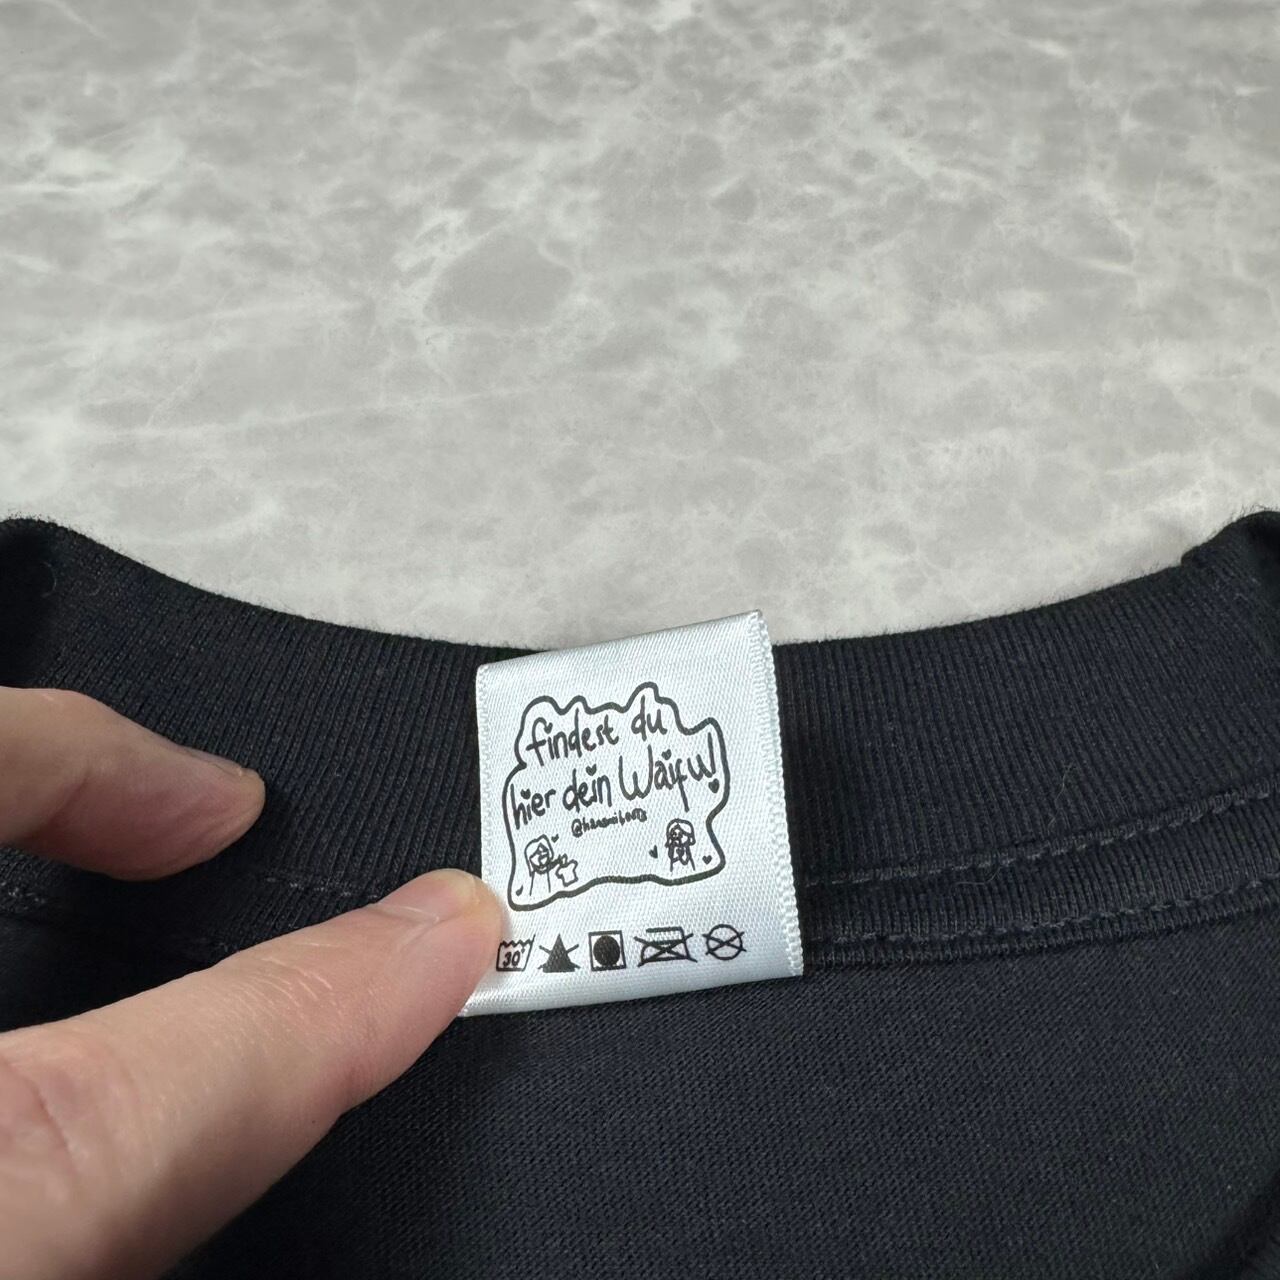 findest du
hier dein Waifu!
30°